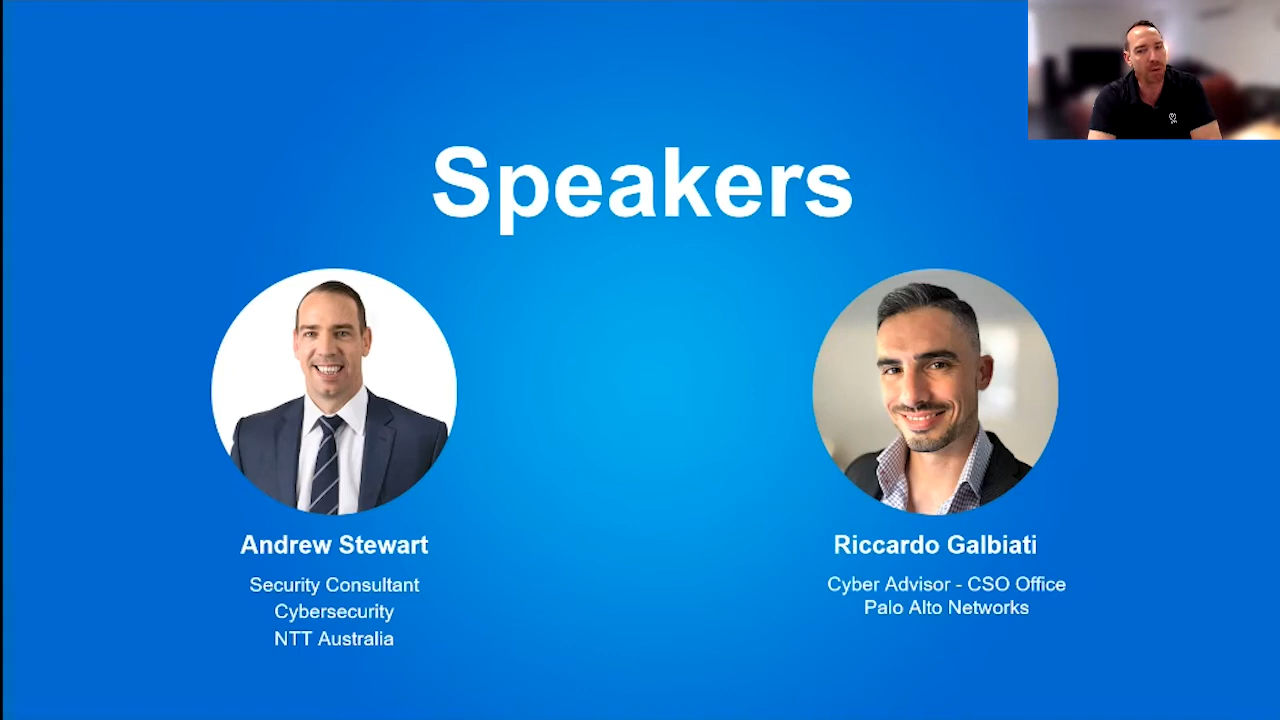 Speakers
Andrew Stewart
Security Consultant
Cybersecurity
NTT Australia
Riccardo Galbiati
Cyber Advisor - CSO Office
Palo Alto Networks